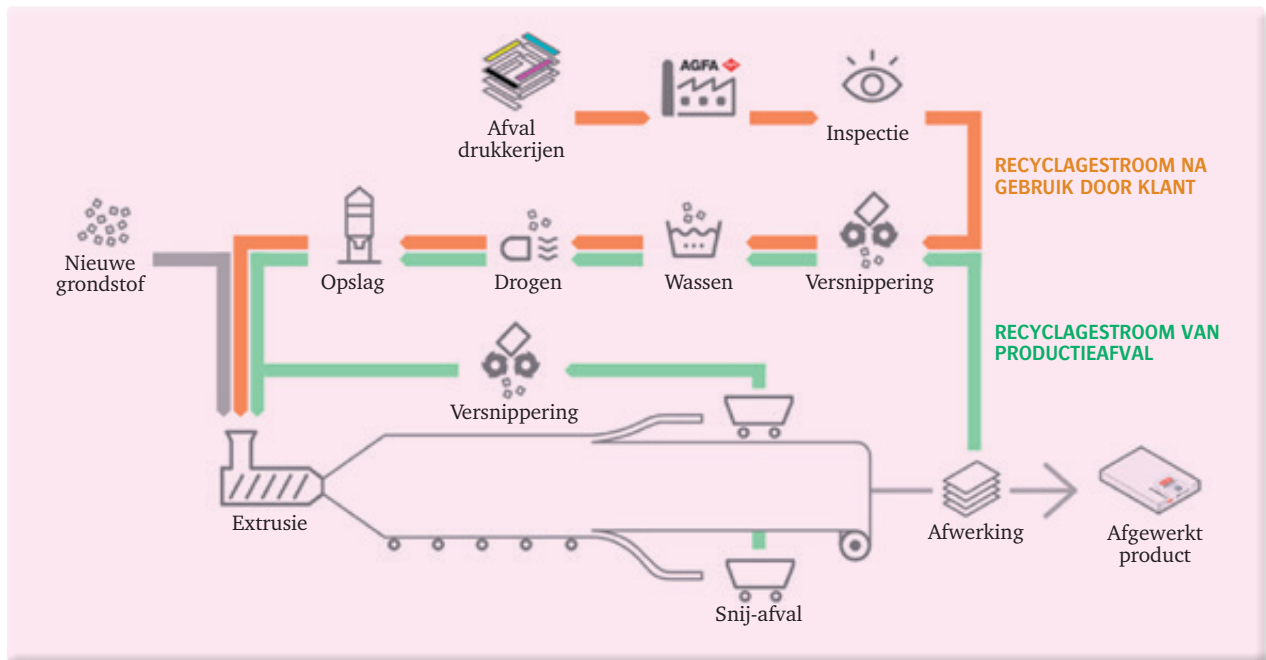 AGFA
Afval
drukkerijen
Inspectie
RECYCLAGESTROOM NA
GEBRUIK DOOR KLANT
Nieuwe
grondstof
Opslag
Drogen
Wassen
Versnippering
RECYCLAGESTROOM VAN
PRODUCTIEAFVAL
Versnippering
Extrusie
Afwerking
Afgewerkt
product
Snij-afval